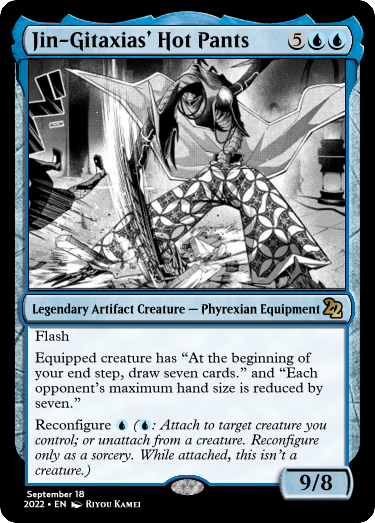 Jin-Gitaxias' Hot Pants 5
Legendary Artifact Creature — Phyrexian Equipment 22
Flash
Equipped creature has “At the beginning of
your end step, draw seven cards.” and “Each
opponent’s maximum hand size is reduced by
seven.”
Reconfigure (: Attach to target creature you
control; or unattach from a creature. Reconfigure
only as a sorcery. While attached, this isn’t a
creature.)
9/8
September 18
2022 • EN Riyou Kamei